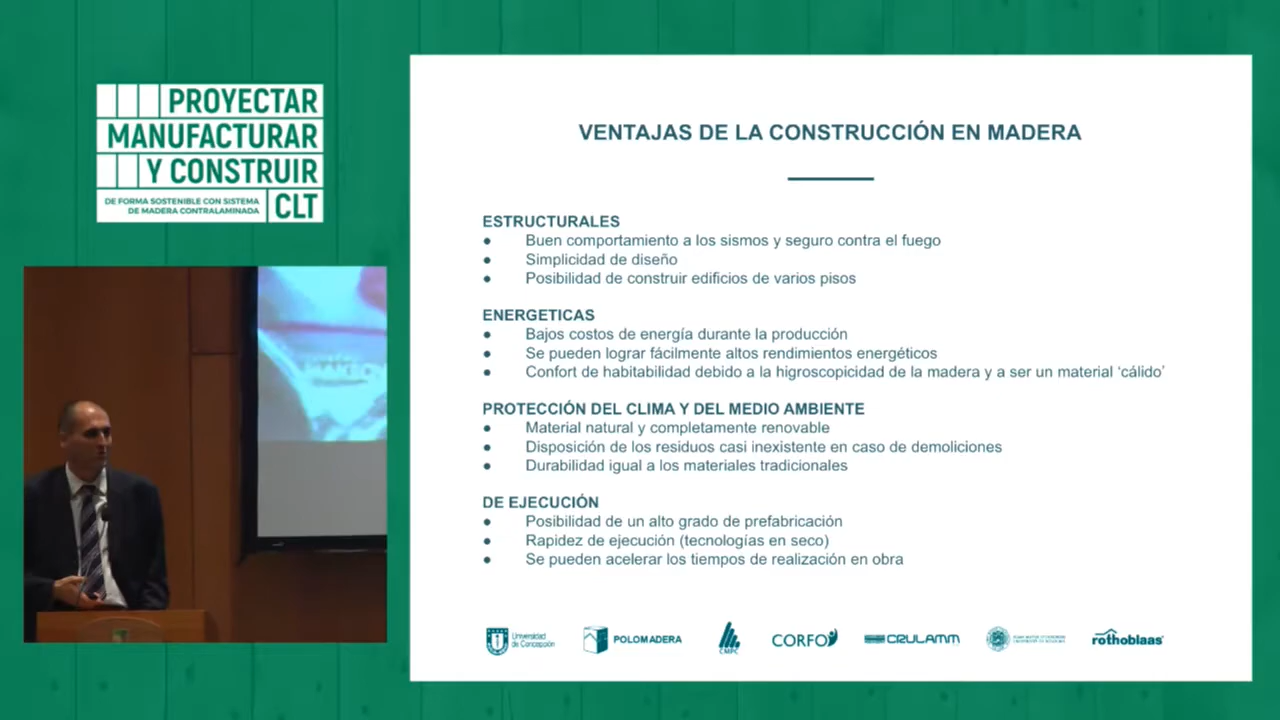 PROYECTAR
MANUFACTURAR
Y CONSTRUIR
DE FORMA SOSTENIBLE CON SISTEMA
DE MADERA CONTRALAMINADA
CLT
VENTAJAS DE LA CONSTRUCCIÓN EN MADERA
ESTRUCTURALES
● Buen comportamiento a los sismos y seguro contra el fuego
● Simplicidad de diseño
● Posibilidad de construir edificios de varios pisos
ENERGETICAS
● Bajos costos de energía durante la producción
● Se pueden lograr fácilmente altos rendimientos energéticos
● Confort de habitabilidad debido a la higroscopicidad de la madera y a ser un material ‘cálido’
PROTECCIÓN DEL CLIMA Y DEL MEDIO AMBIENTE
● Material natural y completamente renovable
● Disposición de los residuos casi inexistente en caso de demoliciones
● Durabilidad igual a los materiales tradicionales
DE EJECUCIÓN
● Posibilidad de un alto grado de prefabricación
● Rapidez de ejecución (tecnologías en seco)
● Se pueden acelerar los tiempos de realización en obra
Universidad
de Concepción
POLOMADERA
CMPC
CORFO
CRULAMM
rothoblaas